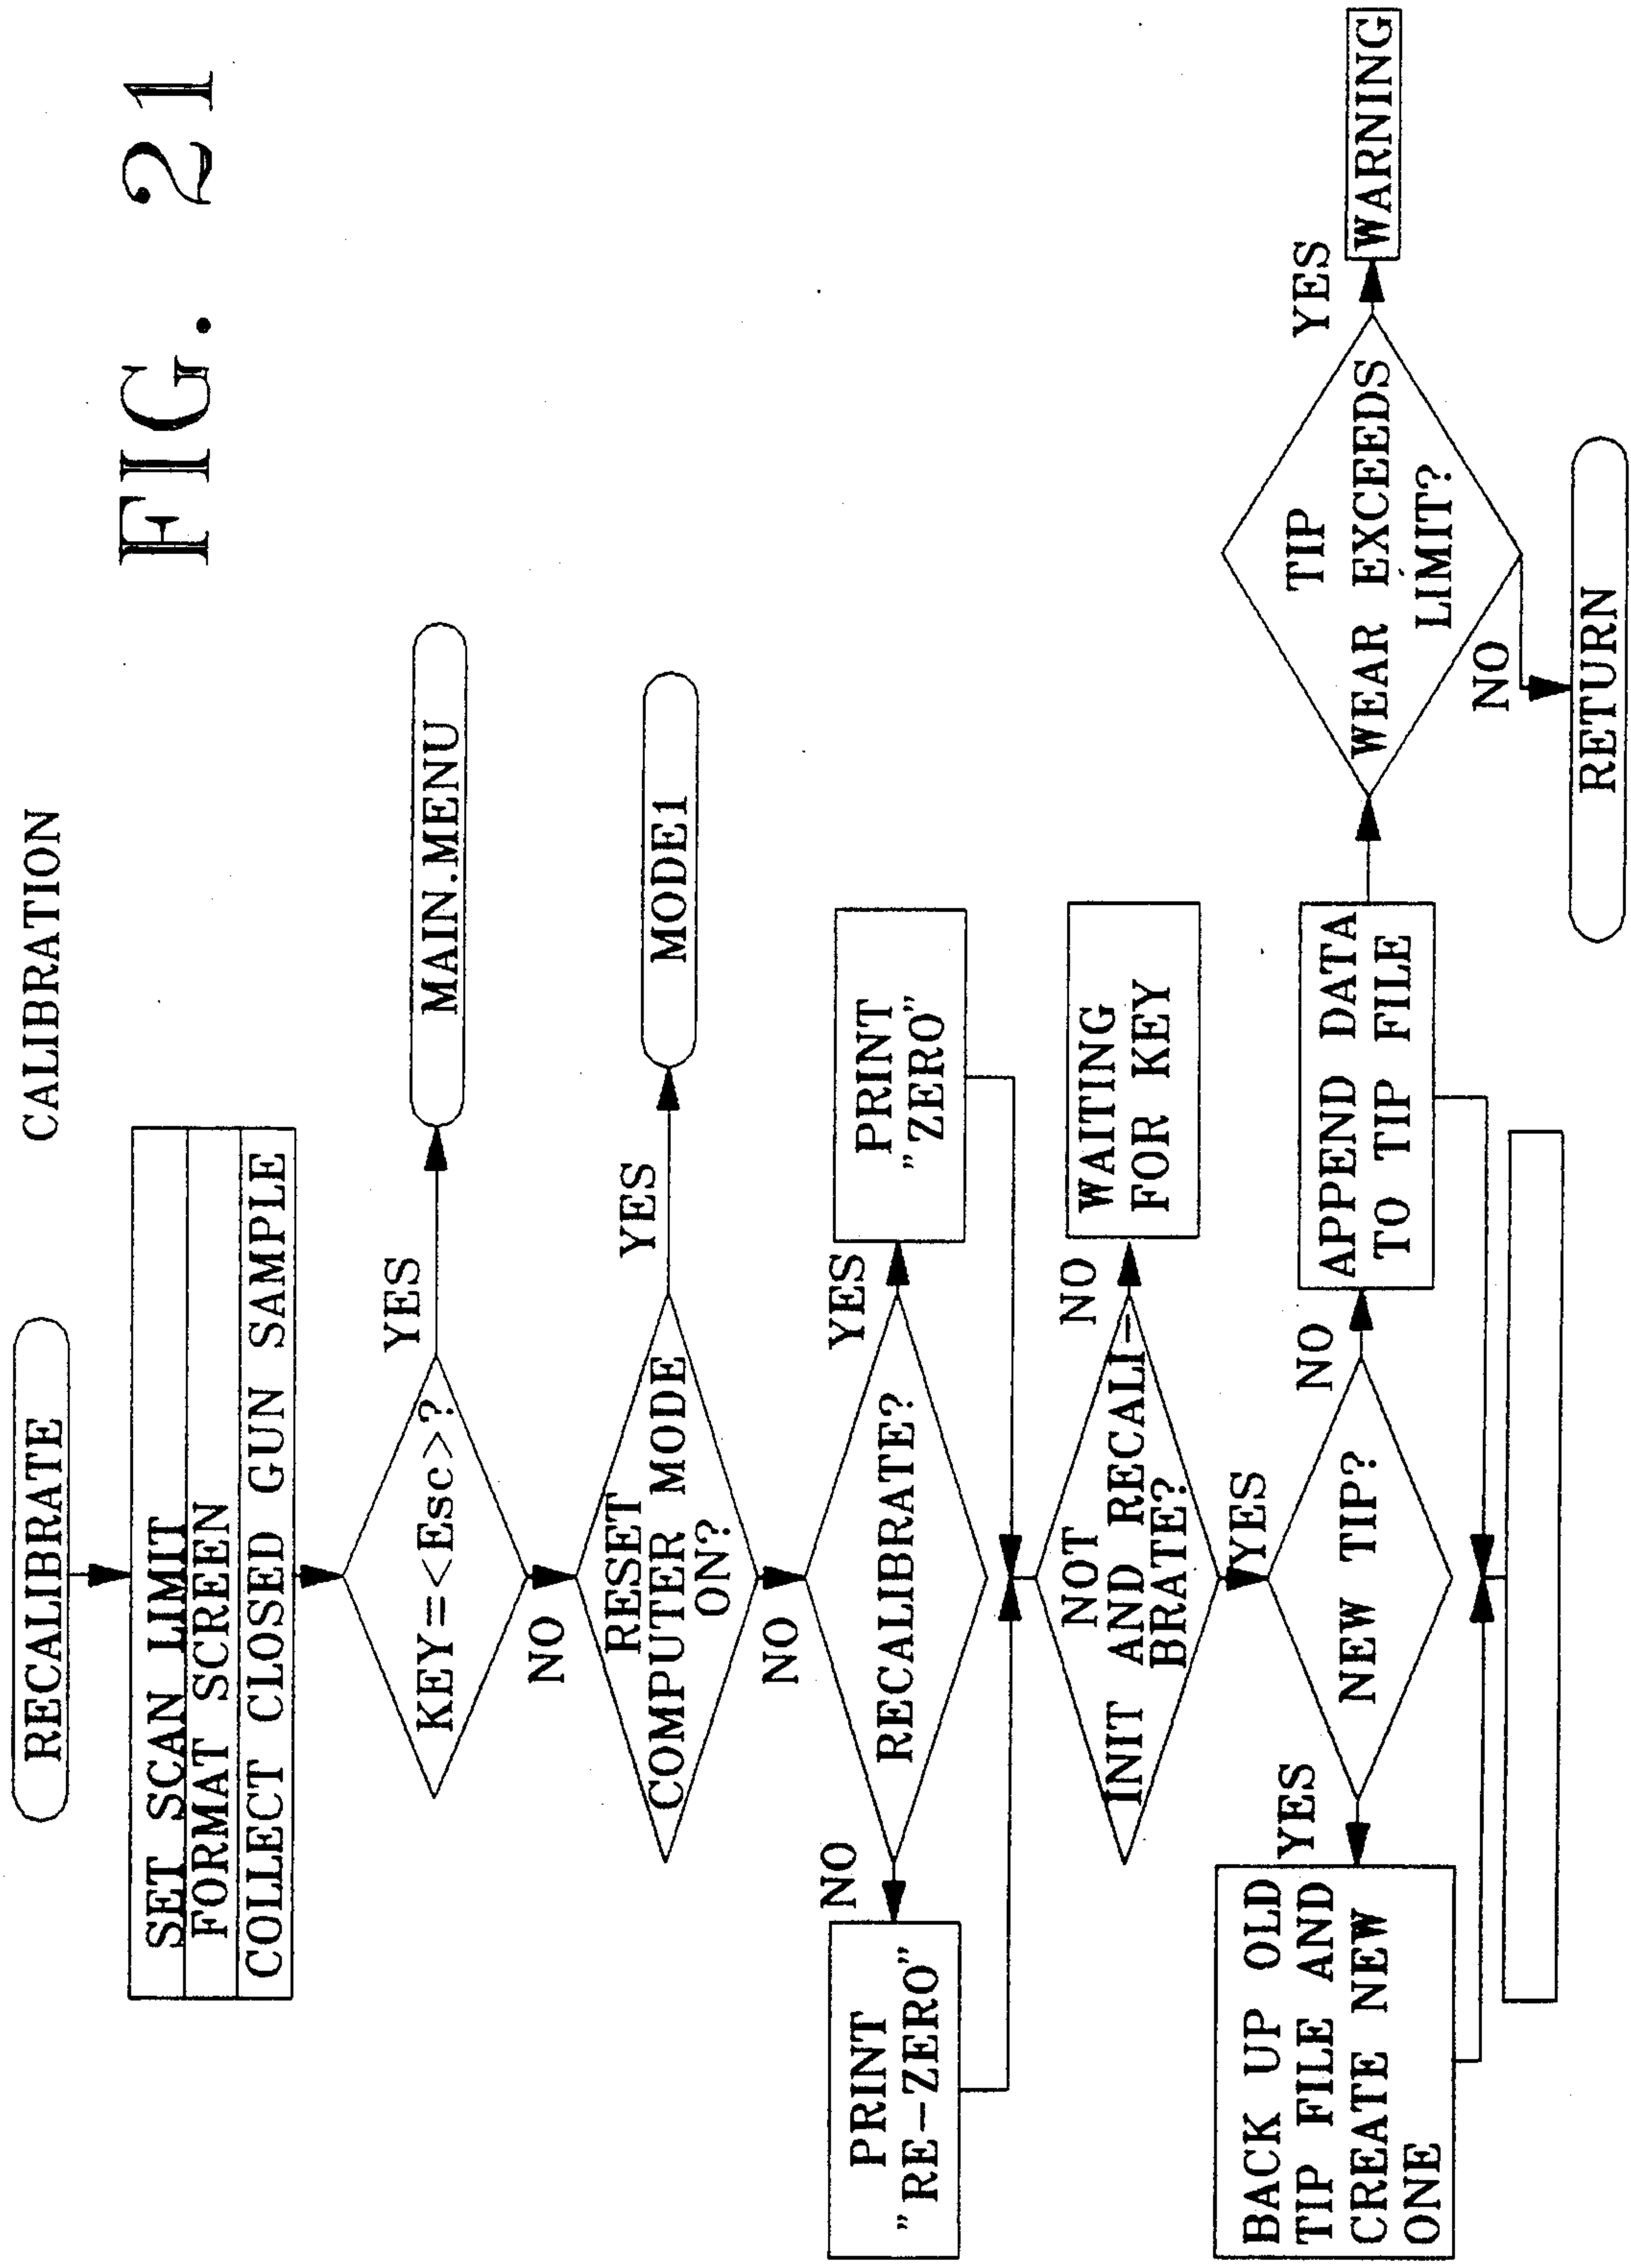 FIG. 21
CALIBRATION
RECALIBRATE
SET SCAN LIMIT
FORMAT SCREEN
COLLECT CLOSED GUN SAMPLE
KEY=<Esc>?
YES
MAIN.MENU
NO
RESET
COMPUTER MODE
ON?
YES
MODE1
NO
RECALIBRATE?
NO
PRINT
"RE-ZERO"
YES
PRINT
"ZERO"
NOT
INIT AND RECALI-
BRATE?
NO
WAITING
FOR KEY
YES
NEW TIP?
YES
BACK UP OLD
TIP FILE AND
CREATE NEW
ONE
NO
APPEND DATA
TO TIP FILE
TIP
WEAR EXCEEDS
LIMIT?
YES
WARNING
NO
RETURN